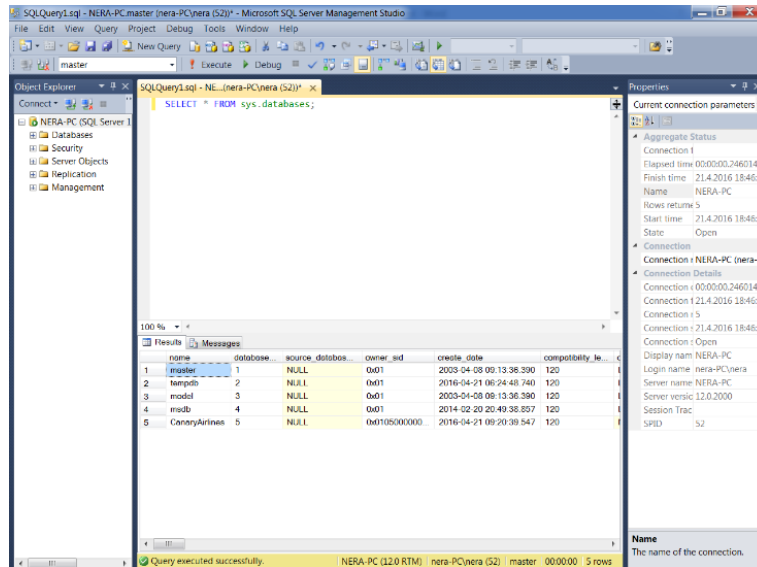 SQLQuery1.sql - NERA-PC.master (nera-PC\nera (52))* - Microsoft SQL Server Management Studio
File Edit View Query Project Debug Tools Window Help
New Query
master Execute Debug
Object Explorer
Connect
NERA-PC (SQL Server 1
Databases
Security
Server Objects
Replication
Management
SQLQuery1.sql - NE...(nera-PC\nera (52))*
SELECT * FROM sys.databases;
100 %
Results Messages
name database... source_databas... owner_sid create_date compatibility_le...
1 master 1 NULL 0x01 2003-04-08 09:13:36.390 120
2 tempdb 2 NULL 0x01 2016-04-21 06:24:48.740 120
3 model 3 NULL 0x01 2003-04-08 09:13:36.390 120
4 msdb 4 NULL 0x01 2014-02-20 20:49:38.857 120
5 CanaryAirlines 5 NULL 0x0105000000... 2016-04-21 09:20:39.547 120
Query executed successfully. NERA-PC (12.0 RTM) nera-PC\nera (52) master 00:00:00 5 rows
Properties
Current connection parameters
Aggregate Status
Connection f
Elapsed time 00:00:00.246014
Finish time 21.4.2016 18:46:
Name NERA-PC
Rows returne 5
Start time 21.4.2016 18:46:
State Open
Connection
Connection n NERA-PC (nera-
Connection Details
Connection e 00:00:00.246014
Connection f 21.4.2016 18:46:
Connection r 5
Connection s 21.4.2016 18:46:
Connection s Open
Display nam NERA-PC
Login name nera-PC\nera
Server name NERA-PC
Server versic 12.0.2000
Session Trac
SPID 52
Name
The name of the connection.